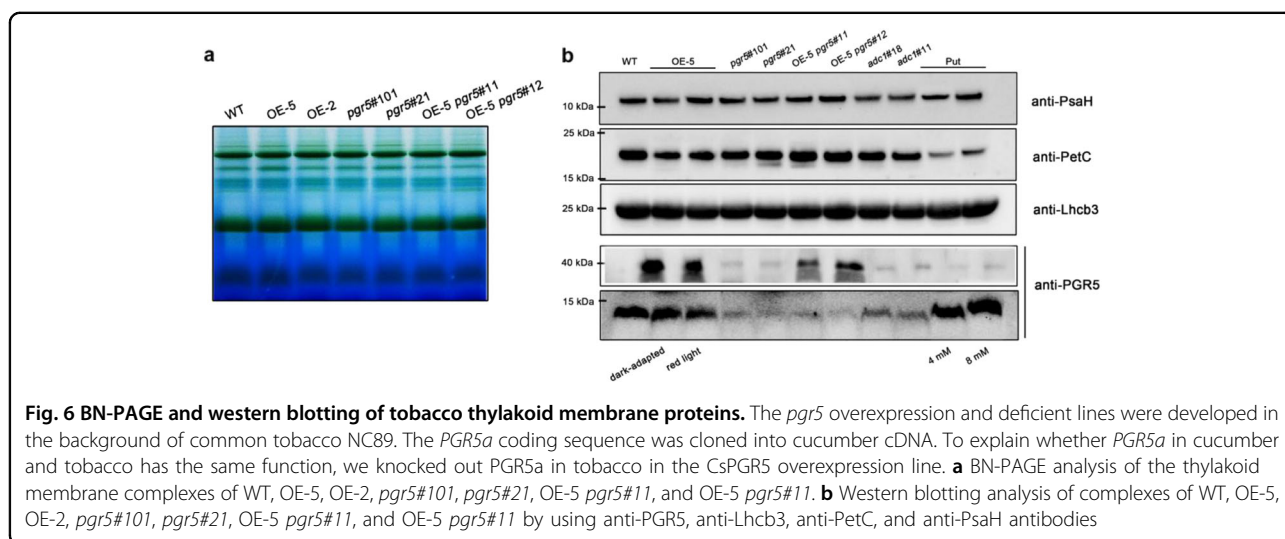 a
WT OE-5 OE-2 pgr5#101 pgr5#21 OE-5 pgr5#11 OE-5 pgr5#12
b
WT OE-5 pgr5#101 pgr5#21 OE-5 pgr5#11 OE-5 pgr5#12 adc1#18 adc1#11 Put
10 kDa anti-PsaH
25 kDa
anti-PetC
15 kDa
25 kDa anti-Lhcb3
40 kDa
anti-PGR5
15 kDa
dark-adapted red light 4 mM 8 mM
Fig. 6 BN-PAGE and western blotting of tobacco thylakoid membrane proteins. The pgr5 overexpression and deficient lines were developed in
the background of common tobacco NC89. The PGR5a coding sequence was cloned into cucumber cDNA. To explain whether PGR5a in cucumber
and tobacco has the same function, we knocked out PGR5a in tobacco in the CsPGR5 overexpression line. a BN-PAGE analysis of the thylakoid
membrane complexes of WT, OE-5, OE-2, pgr5#101, pgr5#21, OE-5 pgr5#11, and OE-5 pgr5#11. b Western blotting analysis of complexes of WT, OE-5,
OE-2, pgr5#101, pgr5#21, OE-5 pgr5#11, and OE-5 pgr5#11 by using anti-PGR5, anti-Lhcb3, anti-PetC, and anti-PsaH antibodies